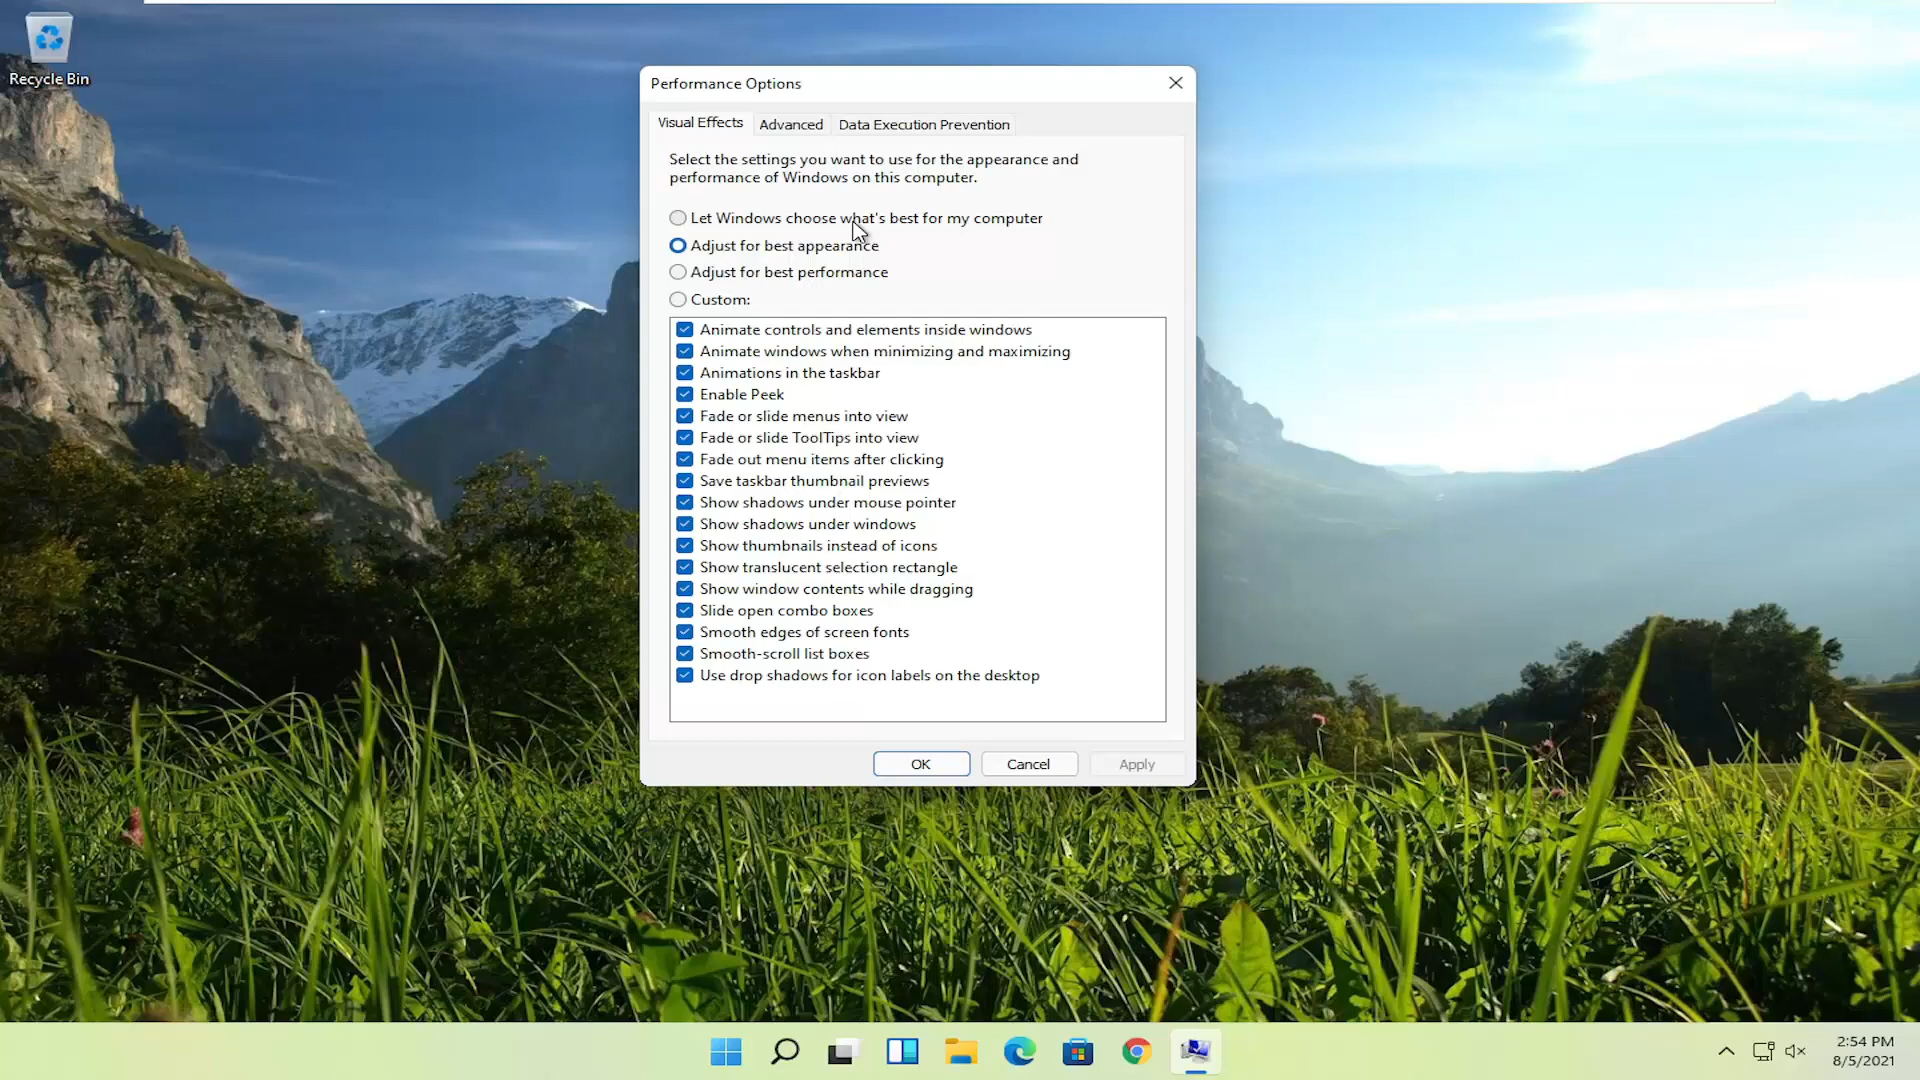 Recycle Bin
Performance Options
Visual Effects
Advanced
Data Execution Prevention
Select the settings you want to use for the appearance and
performance of Windows on this computer.
Let Windows choose what's best for my computer
Adjust for best appearance
Adjust for best performance
Custom:
Animate controls and elements inside windows
Animate windows when minimizing and maximizing
Animations in the taskbar
Enable Peek
Fade or slide menus into view
Fade or slide ToolTips into view
Fade out menu items after clicking
Save taskbar thumbnail previews
Show shadows under mouse pointer
Show shadows under windows
Show thumbnails instead of icons
Show translucent selection rectangle
Show window contents while dragging
Slide open combo boxes
Smooth edges of screen fonts
Smooth-scroll list boxes
Use drop shadows for icon labels on the desktop
OK
Cancel
Apply
2:54 PM
8/5/2021